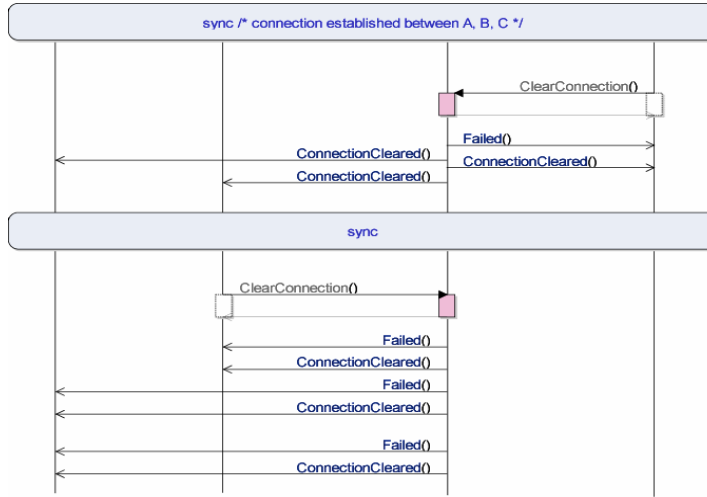 sync /* connection established between A, B, C */
ClearConnection()
Failed()
ConnectionCleared()
ConnectionCleared()
ConnectionCleared()
sync
ClearConnection()
Failed()
ConnectionCleared()
Failed()
ConnectionCleared()
Failed()
ConnectionCleared()